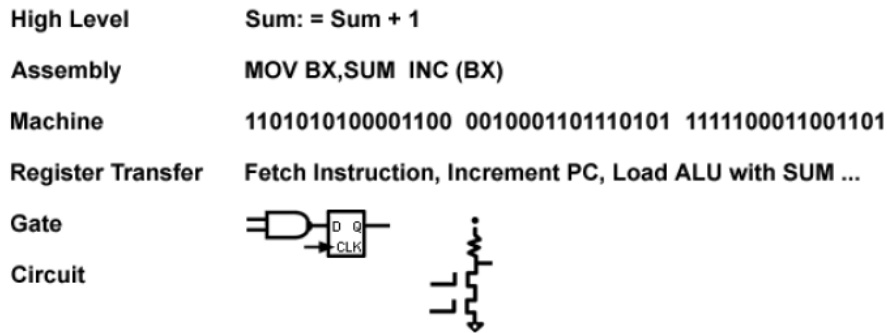 High Level Sum: = Sum + 1
Assembly MOV BX,SUM INC (BX)
Machine 1101010100001100 0010001101110101 1111100011001101
Register Transfer Fetch Instruction, Increment PC, Load ALU with SUM ...
Gate D Q
CLK
Circuit